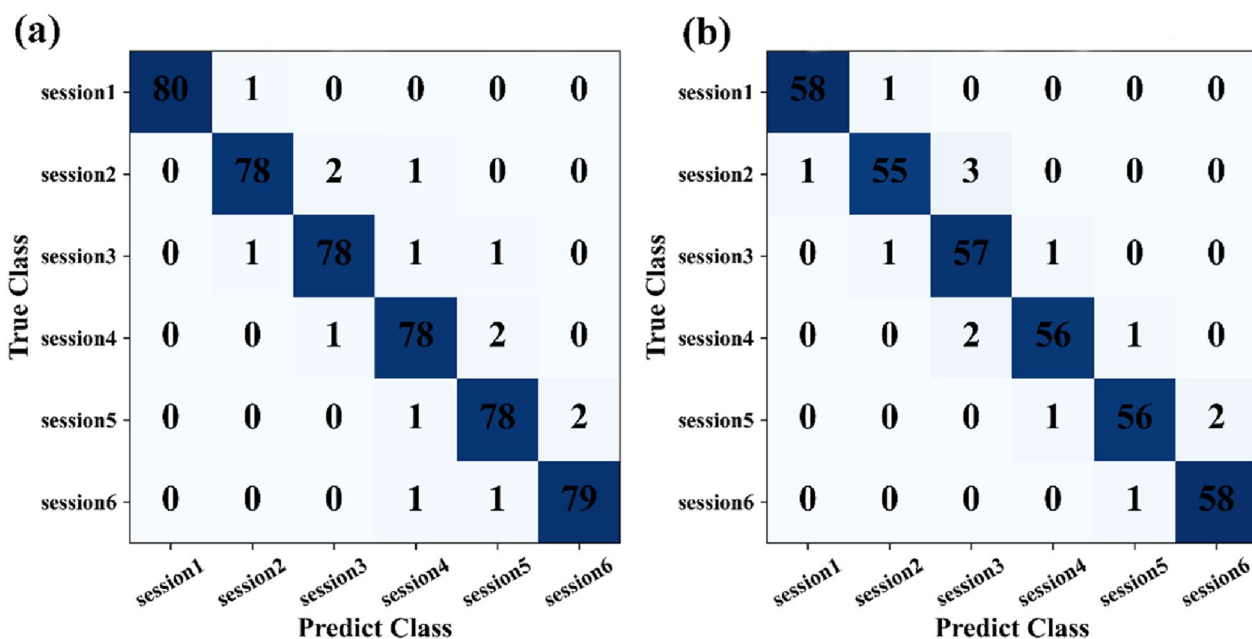 (a)
session1 80 1 0 0 0 0
session2 0 78 2 1 0 0
session3 0 1 78 1 1 0
session4 0 0 1 78 2 0
session5 0 0 0 1 78 2
session6 0 0 0 1 1 79
True Class
session1 session2 session3 session4 session5 session6
Predict Class
(b)
session1 58 1 0 0 0 0
session2 1 55 3 0 0 0
session3 0 1 57 1 0 0
session4 0 0 2 56 1 0
session5 0 0 0 1 56 2
session6 0 0 0 0 1 58
True Class
session1 session2 session3 session4 session5 session6
Predict Class